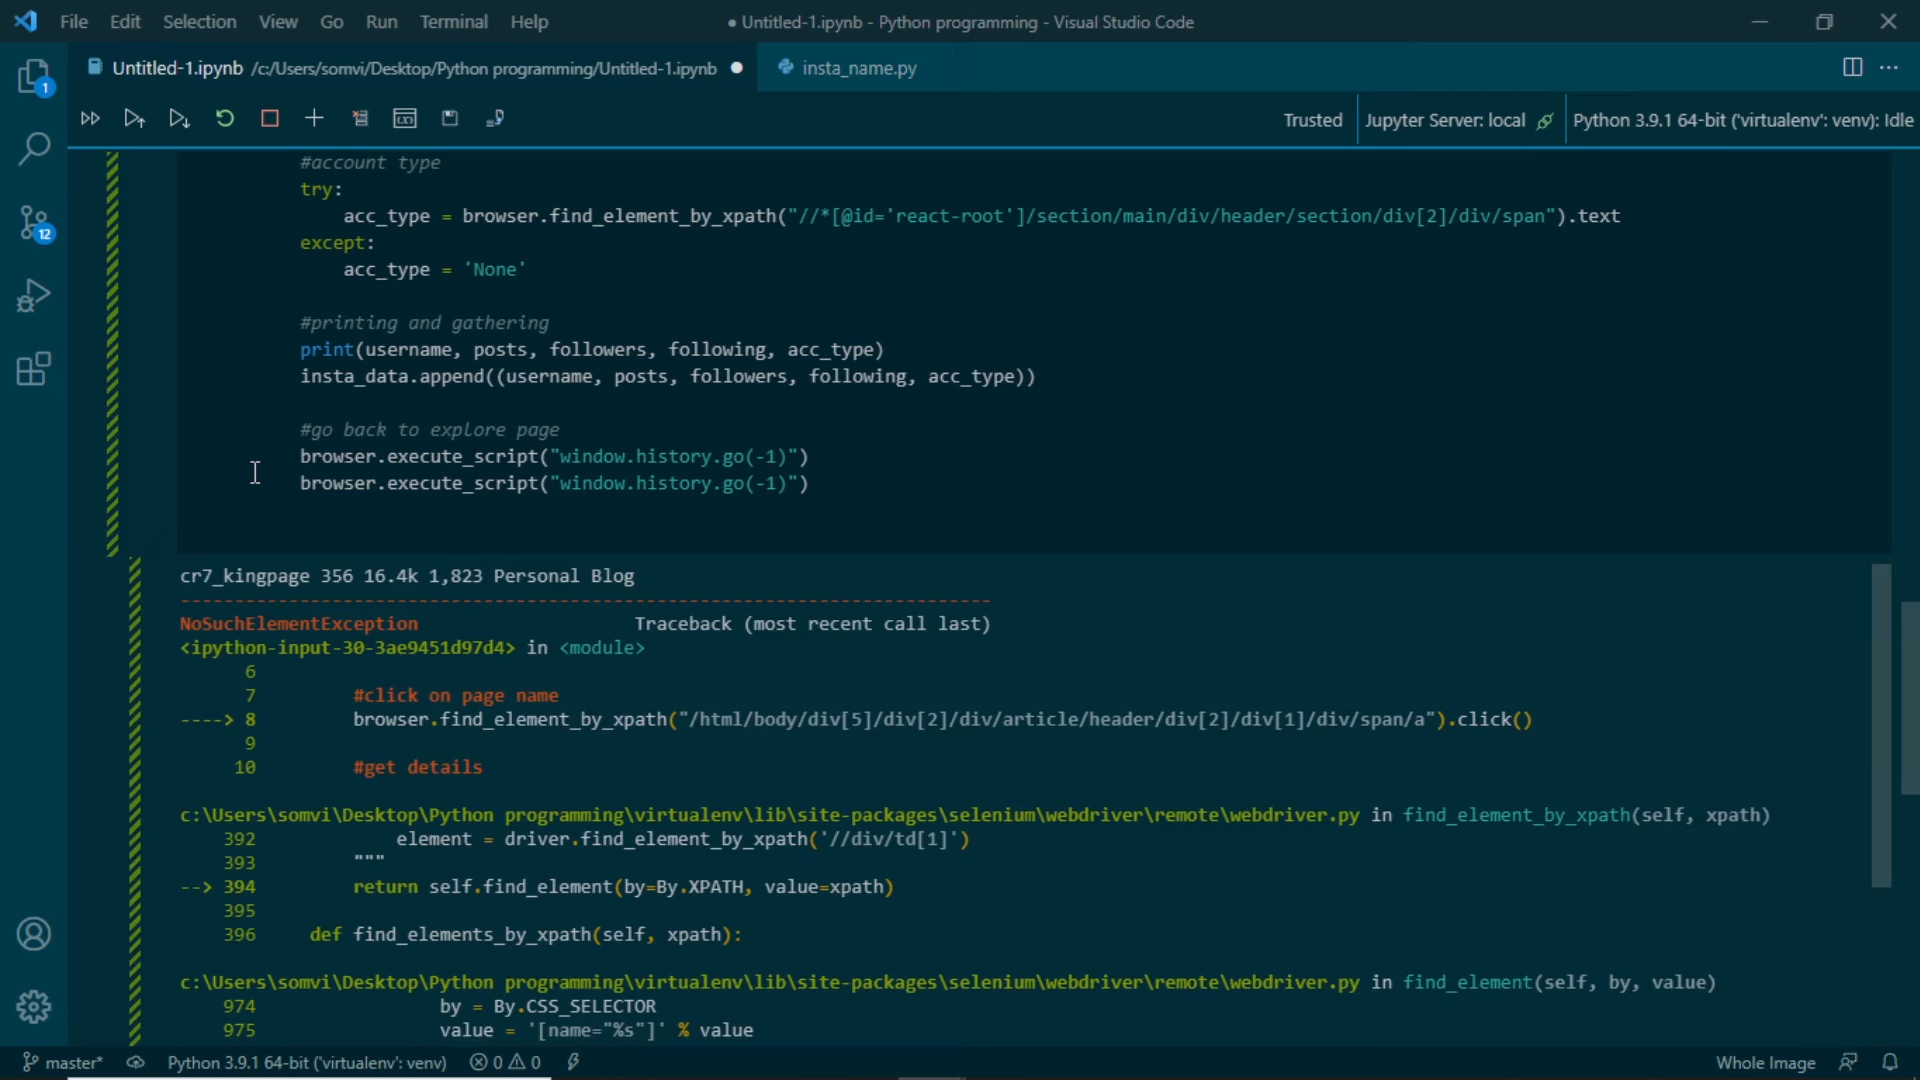 File Edit Selection View Go Run Terminal Help
● Untitled-1.ipynb - Python programming - Visual Studio Code
Untitled-1.ipynb /c:/Users/somvi/Desktop/Python programming/Untitled-1.ipynb ●
insta_name.py
Trusted
Jupyter Server: local
Python 3.9.1 64-bit ('virtualenv': venv): Idle
1
12
#account type
try:
acc_type = browser.find_element_by_xpath("//*[@id='react-root']/section/main/div/header/section/div[2]/div/span").text
except:
acc_type = 'None'
#printing and gathering
print(username, posts, followers, following, acc_type)
insta_data.append((username, posts, followers, following, acc_type))
#go back to explore page
browser.execute_script("window.history.go(-1)")
browser.execute_script("window.history.go(-1)")
cr7_kingpage 356 16.4k 1,823 Personal Blog
---------------------------------------------------------------------------
NoSuchElementException Traceback (most recent call last)
<ipython-input-30-3ae9451d97d4> in <module>
6
7 #click on page name
----> 8 browser.find_element_by_xpath("/html/body/div[5]/div[2]/div/article/header/div[2]/div[1]/div/span/a").click()
9
10 #get details
c:\Users\somvi\Desktop\Python programming\virtualenv\lib\site-packages\selenium\webdriver\remote\webdriver.py in find_element_by_xpath(self, xpath)
392 element = driver.find_element_by_xpath('//div/td[1]')
393 """
--> 394 return self.find_element(by=By.XPATH, value=xpath)
395
396 def find_elements_by_xpath(self, xpath):
c:\Users\somvi\Desktop\Python programming\virtualenv\lib\site-packages\selenium\webdriver\remote\webdriver.py in find_element(self, by, value)
974 by = By.CSS_SELECTOR
975 value = '[name="%s"]' % value
master*
Python 3.9.1 64-bit ('virtualenv': venv)
0
0
Whole Image